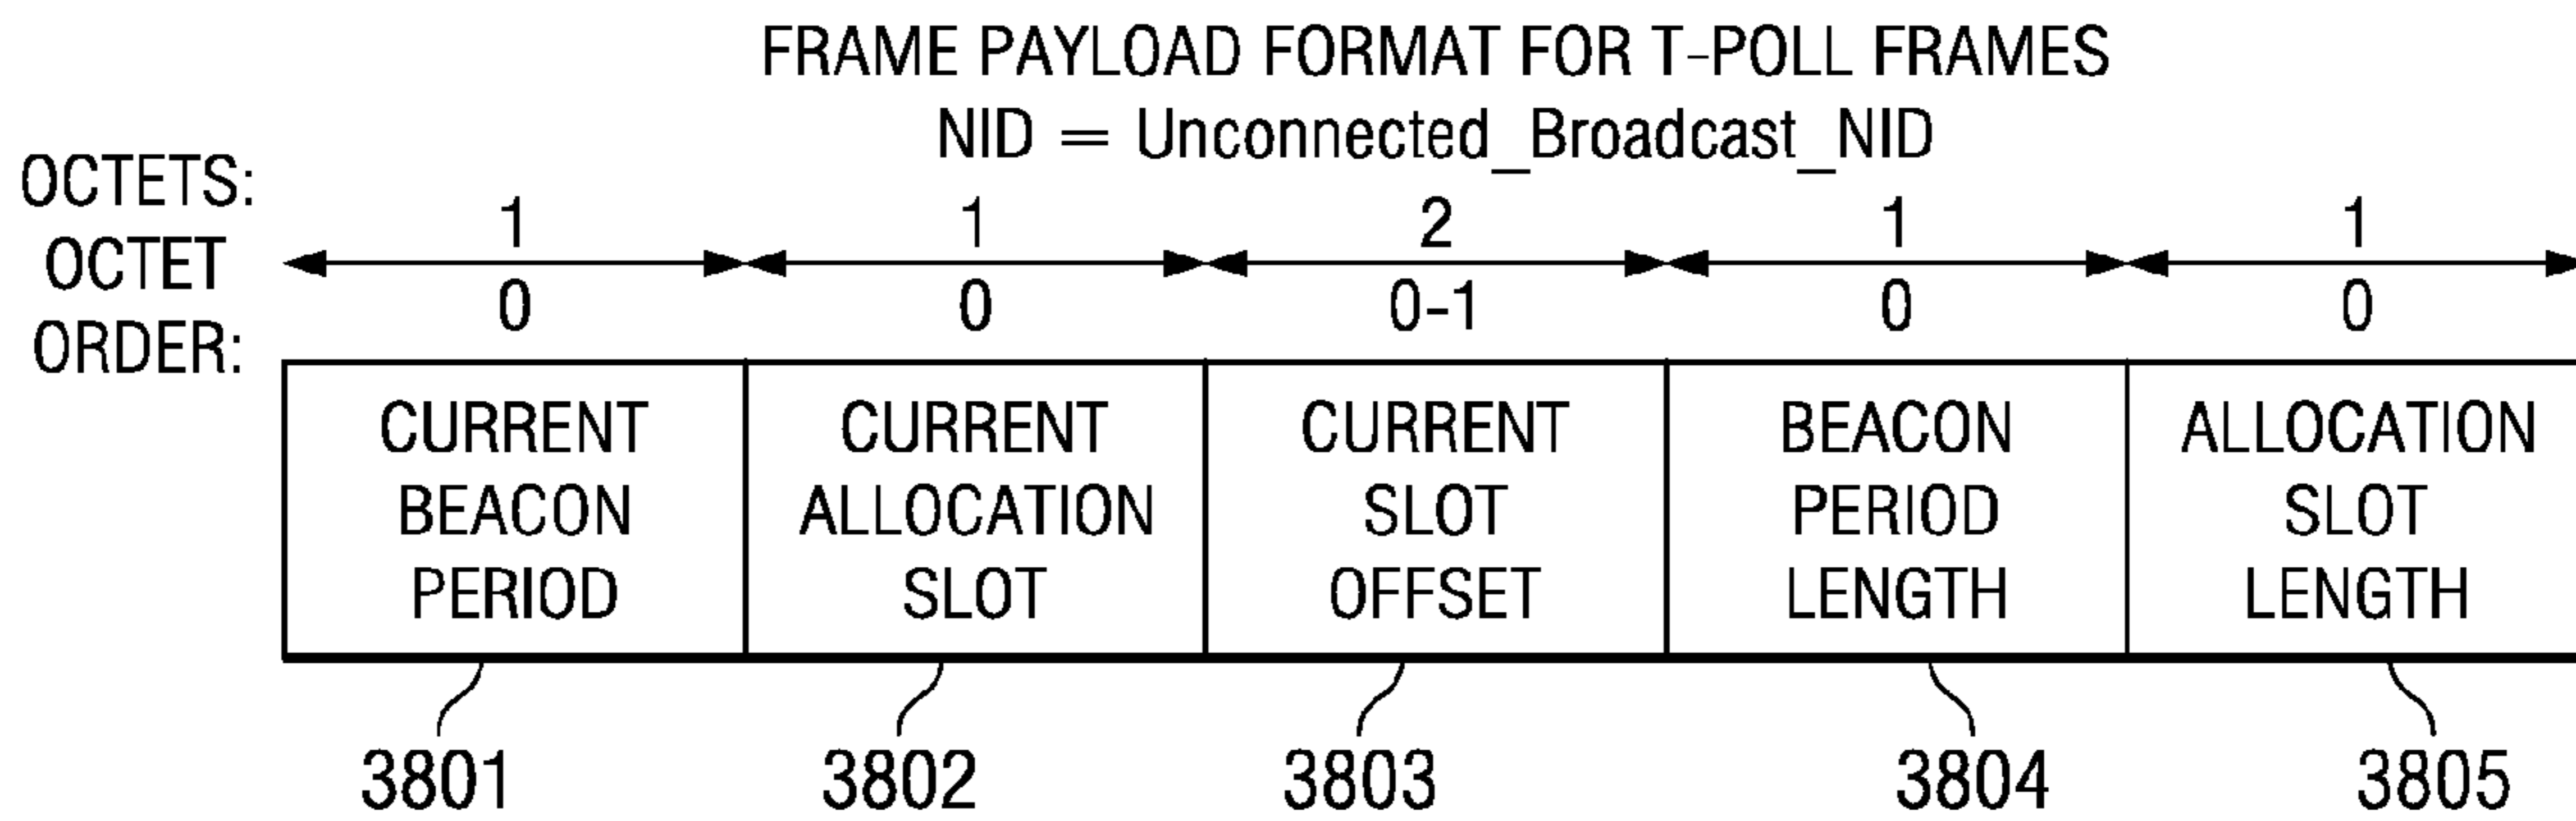 FRAME PAYLOAD FORMAT FOR T-POLL FRAMES
NID = Unconnected_Broadcast_NID
OCTETS:
1 1 2 1 1
OCTET
ORDER:
0 0 0-1 0 0
CURRENT
BEACON
PERIOD
CURRENT
ALLOCATION
SLOT
CURRENT
SLOT
OFFSET
BEACON
PERIOD
LENGTH
ALLOCATION
SLOT
LENGTH
3801 3802 3803 3804 3805